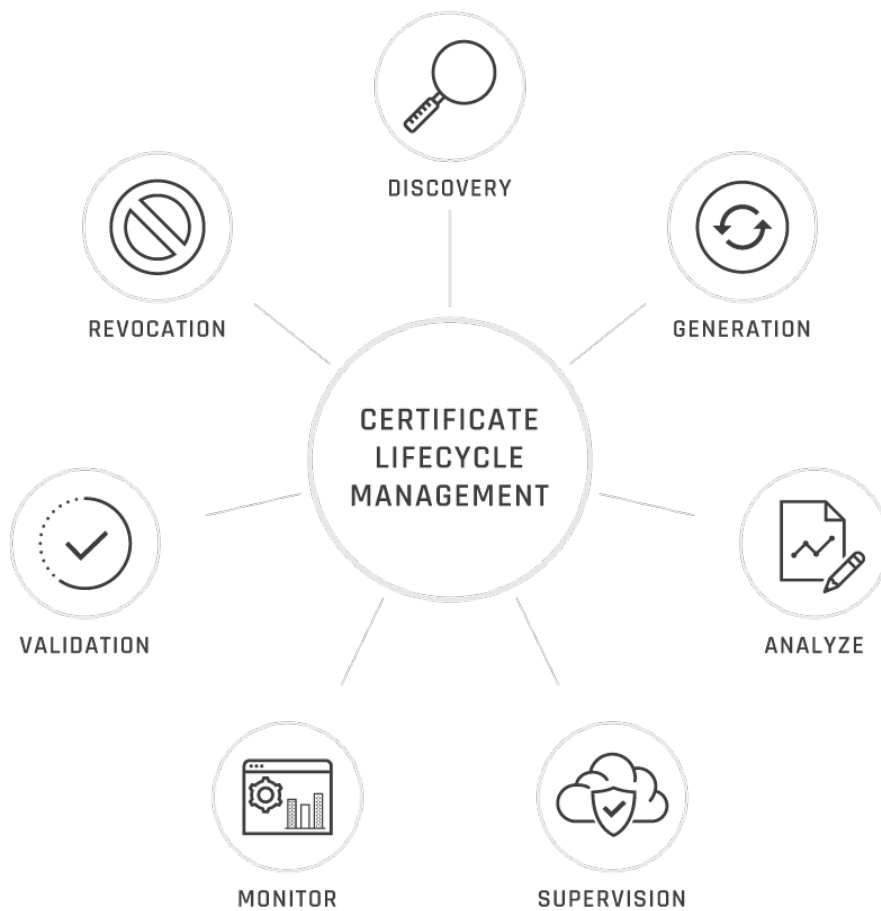 DISCOVERY
REVOCATION
GENERATION
CERTIFICATE
LIFECYCLE
MANAGEMENT
VALIDATION
ANALYZE
MONITOR
SUPERVISION